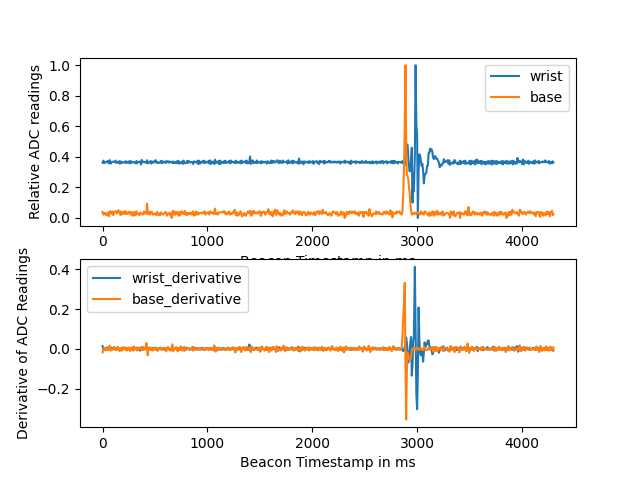 Relative ADC readings
1.0
0.8
0.6
0.4
0.2
0.0
wrist
base
0 1000 2000 3000 4000
Beacon Timestamp in ms
Derivative of ADC Readings
0.4
0.2
0.0
−0.2
wrist_derivative
base_derivative
0 1000 2000 3000 4000
Beacon Timestamp in ms